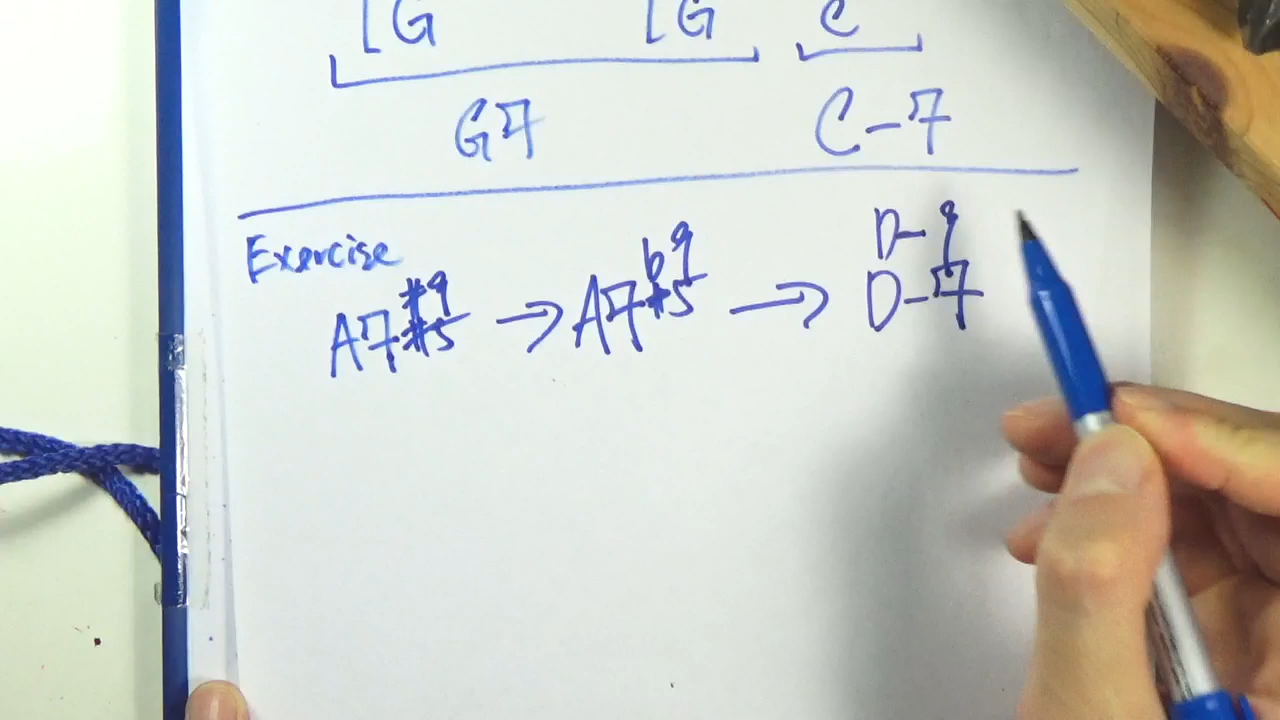 [G [G C
G7 C-7
Exercise
D-9
A7#9#5 → A7b9#5 → D-7